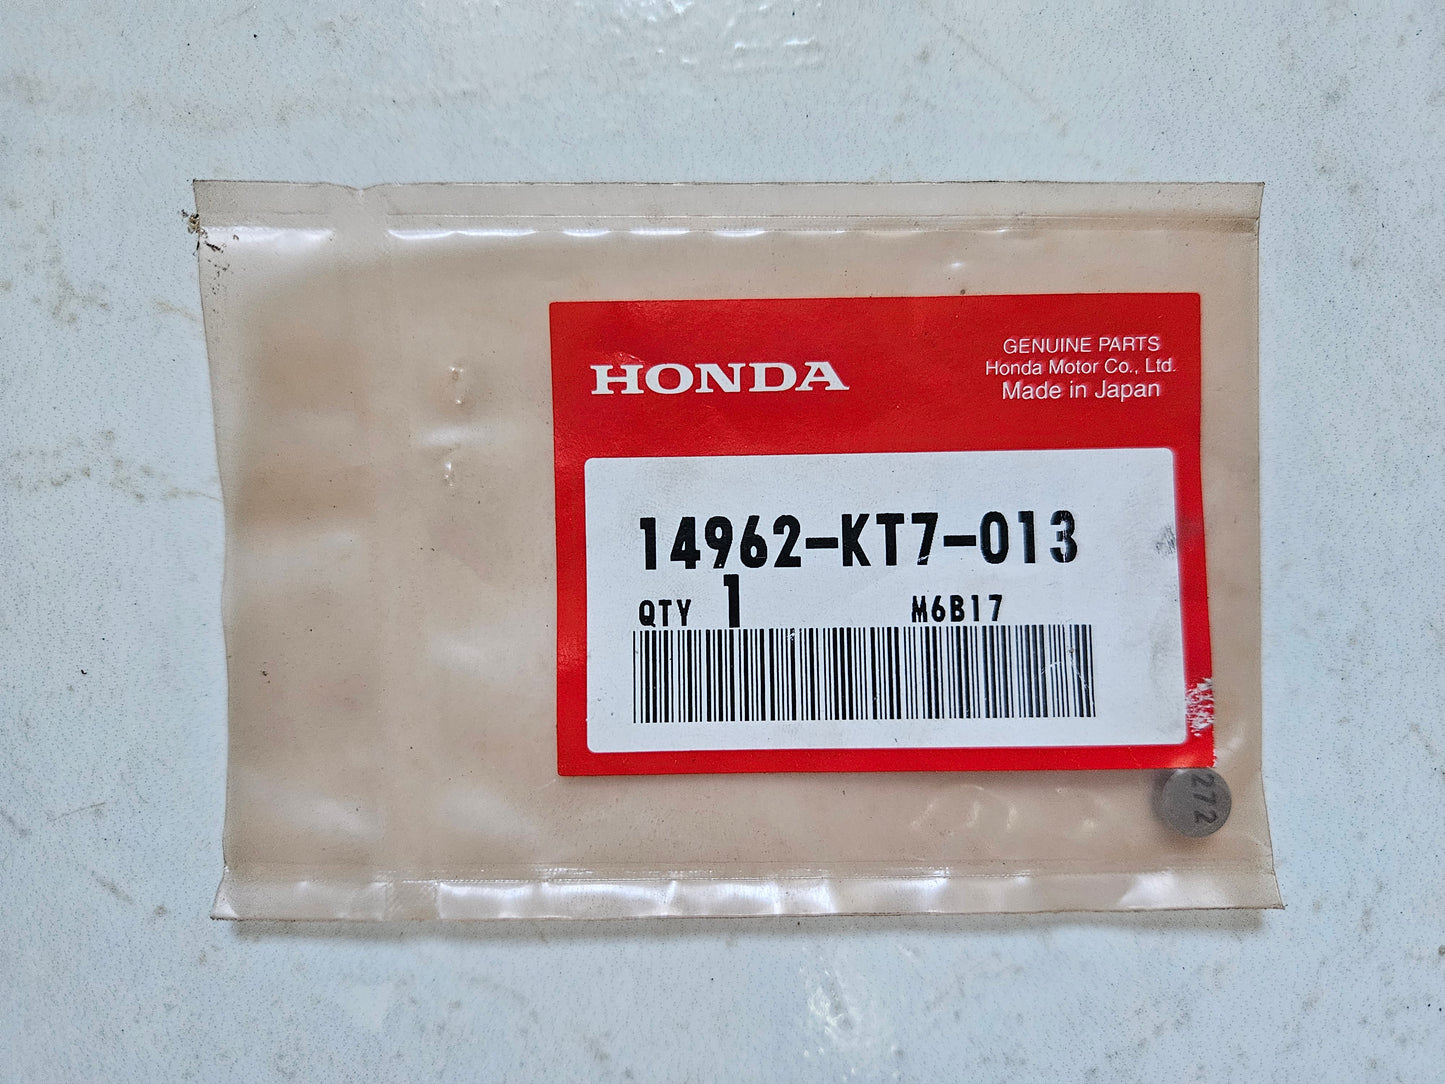 HONDA
GENUINE PARTS
Honda Motor Co., Ltd.
Made in Japan
14962-KT7-013
QTY 1 M6B17
272